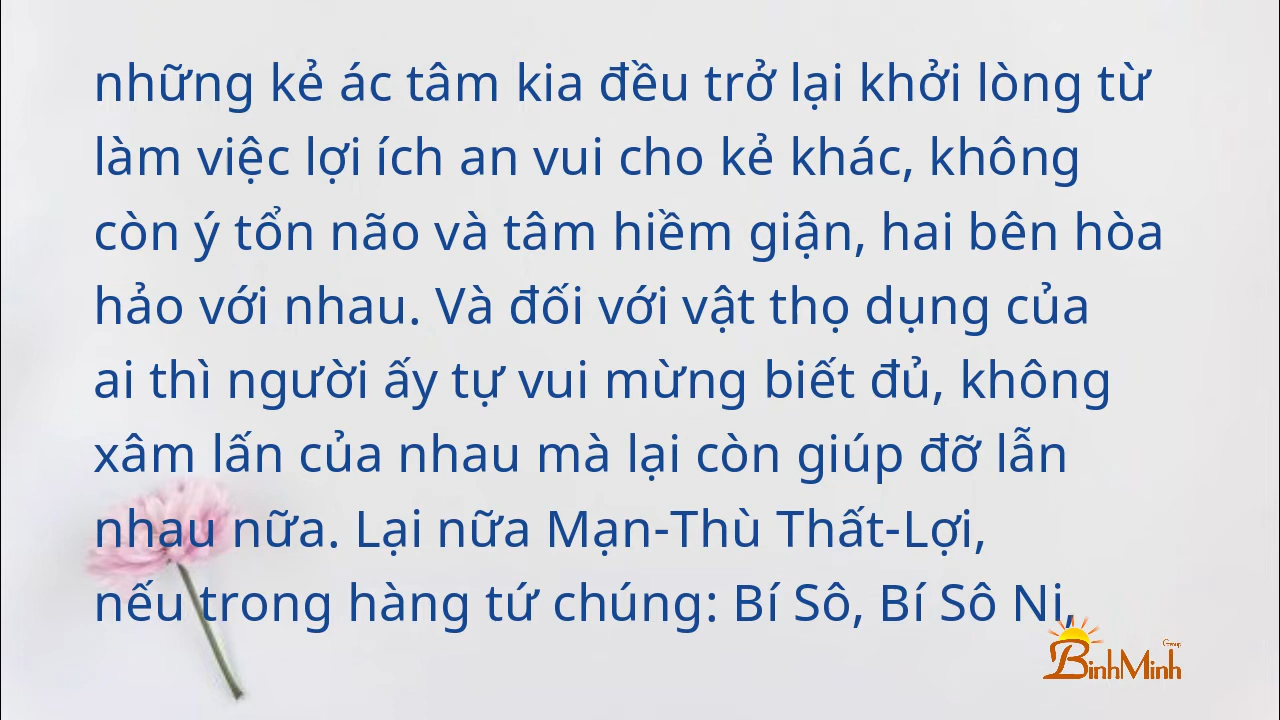 những kẻ ác tâm kia đều trở lại khởi lòng từ
làm việc lợi ích an vui cho kẻ khác, không
còn ý tổn não và tâm hiềm giận, hai bên hòa
hảo với nhau. Và đối với vật thọ dụng của
ai thì người ấy tự vui mừng biết đủ, không
xâm lấn của nhau mà lại còn giúp đỡ lẫn
nhau nữa. Lại nữa Mạn-Thù Thất-Lợi,
nếu trong hàng tứ chúng: Bí Sô, Bí Sô Ni,
Group
BinhMinh